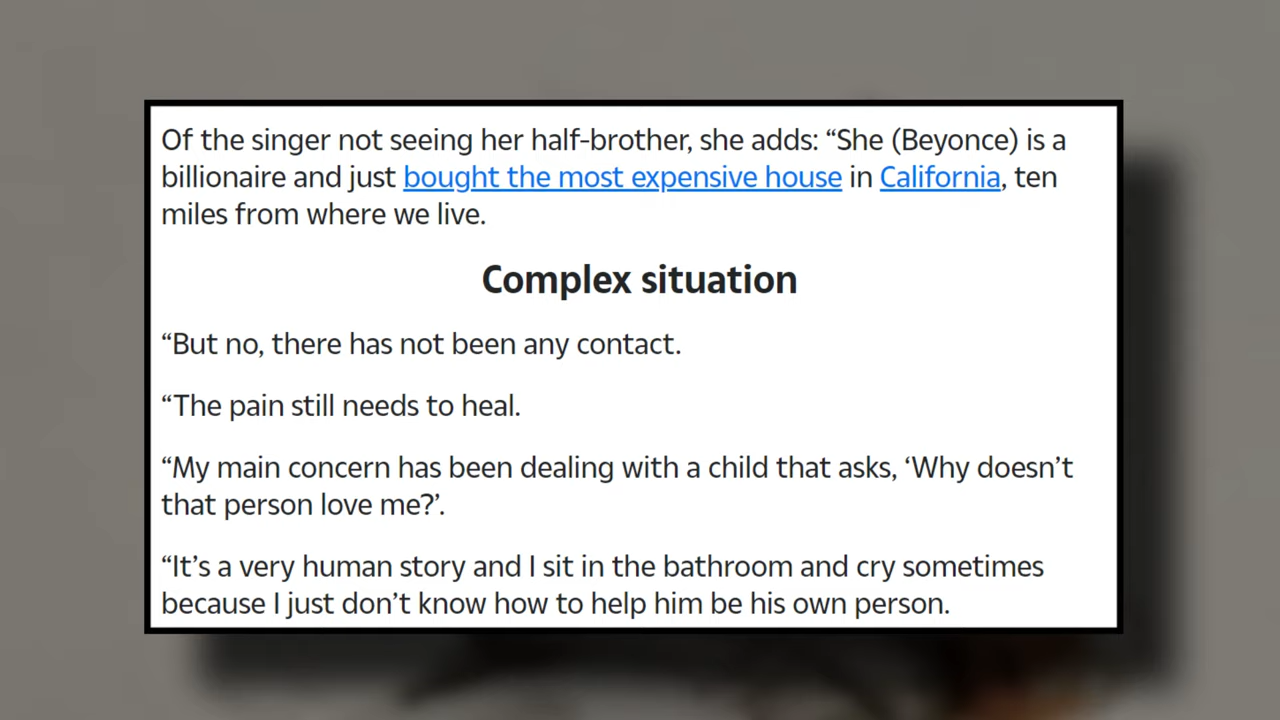 Of the singer not seeing her half-brother, she adds: “She (Beyonce) is a
billionaire and just bought the most expensive house in California, ten
miles from where we live.
Complex situation
“But no, there has not been any contact.
“The pain still needs to heal.
“My main concern has been dealing with a child that asks, ‘Why doesn’t
that person love me?’.
“It’s a very human story and I sit in the bathroom and cry sometimes
because I just don’t know how to help him be his own person.